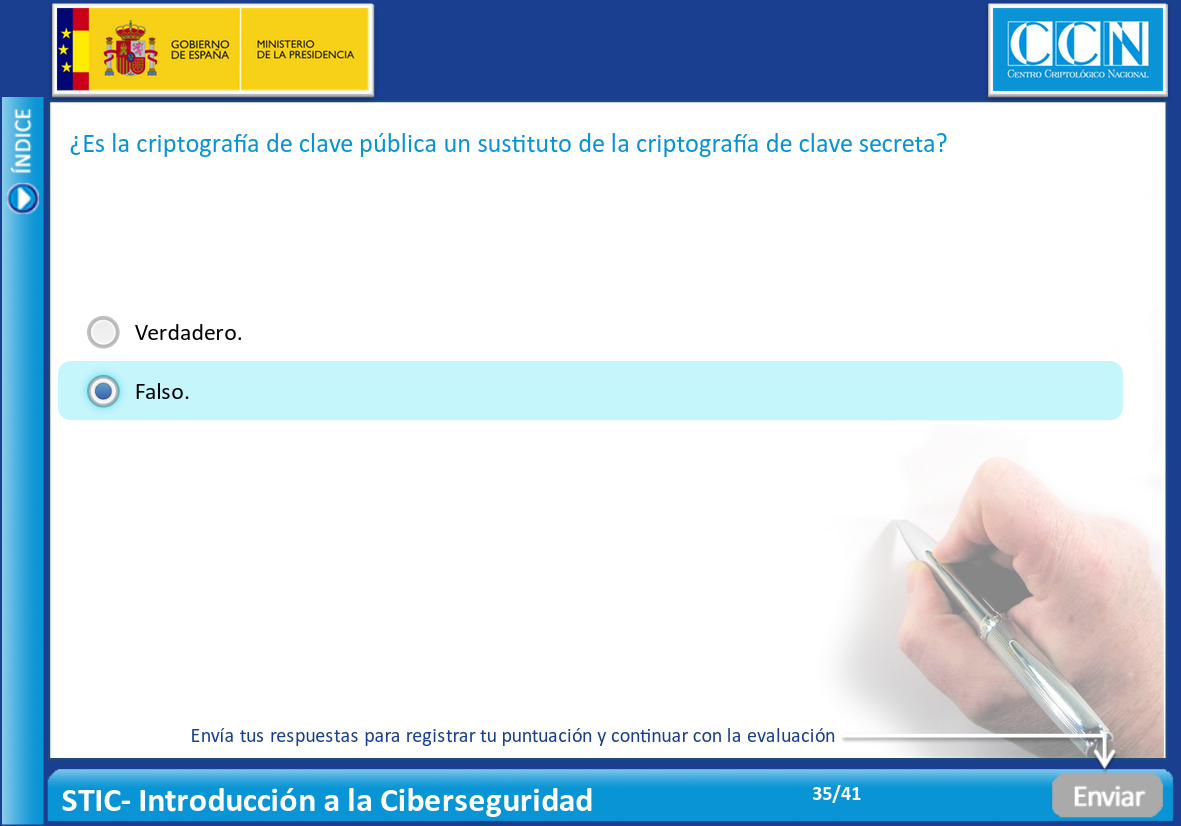 GOBIERNO
DE ESPAÑA
MINISTERIO
DE LA PRESIDENCIA
CCN
CENTRO CRIPTOLÓGICO NACIONAL
ÍNDICE
¿Es la criptografía de clave pública un sustituto de la criptografía de clave secreta?
Verdadero.
Falso.
Envía tus respuestas para registrar tu puntuación y continuar con la evaluación
STIC- Introducción a la Ciberseguridad
35/41
Enviar